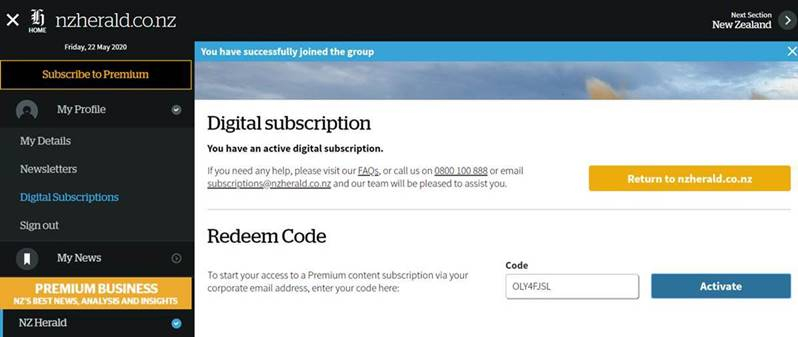 nzherald.co.nz
HOME
Next Section
New Zealand
Friday, 22 May 2020
Subscribe to Premium
My Profile
My Details
Newsletters
Digital Subscriptions
Sign out
My News
PREMIUM BUSINESS
NZ'S BEST NEWS, ANALYSIS AND INSIGHTS
NZ Herald
You have successfully joined the group
Digital subscription
You have an active digital subscription.
If you need any help, please visit our FAQs, or call us on 0800 100 888 or email
subscriptions@nzherald.co.nz and our team will be pleased to assist you.
Return to nzherald.co.nz
Redeem Code
To start your access to a Premium content subscription via your
corporate email address, enter your code here:
Code
OLY4FJSL
Activate